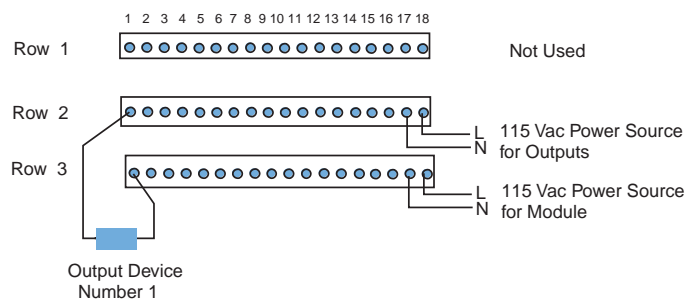 1 2 3 4 5 6 7 8 9 10 11 12 13 14 15 16 17 18
Row 1
Not Used
Row 2
L
N
115 Vac Power Source
for Outputs
Row 3
L
N
115 Vac Power Source
for Module
Output Device
Number 1